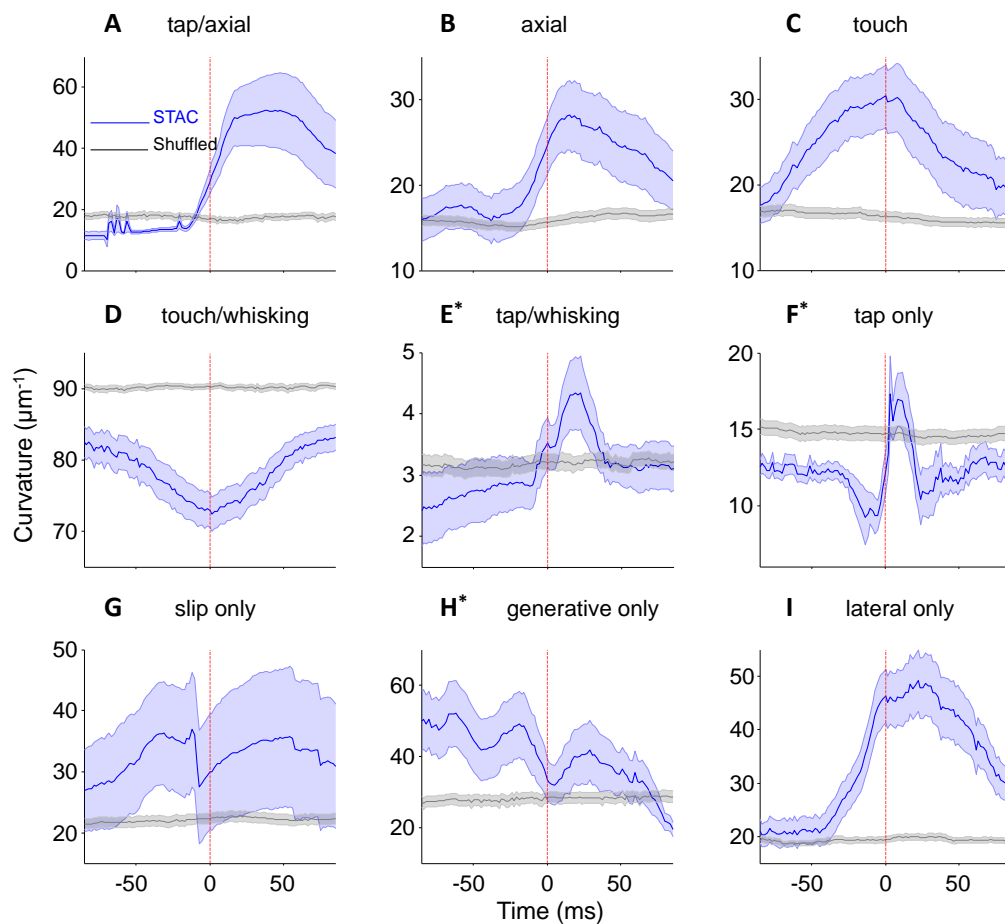 A tap/axial
B axial
C touch
60
40
20
0
STAC
Shuffled
30
20
10
30
20
10
D touch/whisking
E* tap/whisking
F* tap only
Curvature (μm⁻¹)
90
80
70
5
4
3
2
20
15
10
G slip only
H* generative only
I lateral only
50
40
30
20
60
40
20
50
40
30
20
-50 0 50
-50 0 50
-50 0 50
Time (ms)